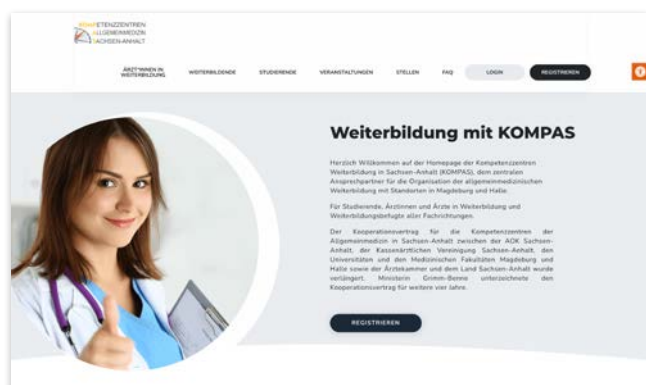 KOMPETENZZENTREN
ALLGEMEINMEDIZIN
SACHSEN-ANHALT
ÄRZT*INNEN IN
WEITERBILDUNG
WEITERBILDENDE
STUDIERENDE
VERANSTALTUNGEN
STELLEN
FAQ
LOGIN
REGISTRIEREN
Weiterbildung mit KOMPAS
Herzlich Willkommen auf der Homepage der Kompetenzzentren
Weiterbildung in Sachsen-Anhalt (KOMPAS), dem zentralen
Ansprechpartner für die Organisation der allgemeinmedizinischen
Weiterbildung mit Standorten in Magdeburg und Halle.
Für Studierende, Ärztinnen und Ärzte in Weiterbildung und
Weiterbildungsbefugte aller Fachrichtungen.
Der Kooperationsvertrag für die Kompetenzzentren der
Allgemeinmedizin in Sachsen-Anhalt zwischen der AOK Sachsen-
Anhalt, der Kassenärztlichen Vereinigung Sachsen-Anhalt, den
Universitäten und den Medizinischen Fakultäten Magdeburg und
Halle sowie der Ärztekammer und dem Land Sachsen-Anhalt wurde
verlängert. Ministerin Grimm-Benne unterzeichnete den
Kooperationsvertrag für weitere vier Jahre.
REGISTRIEREN